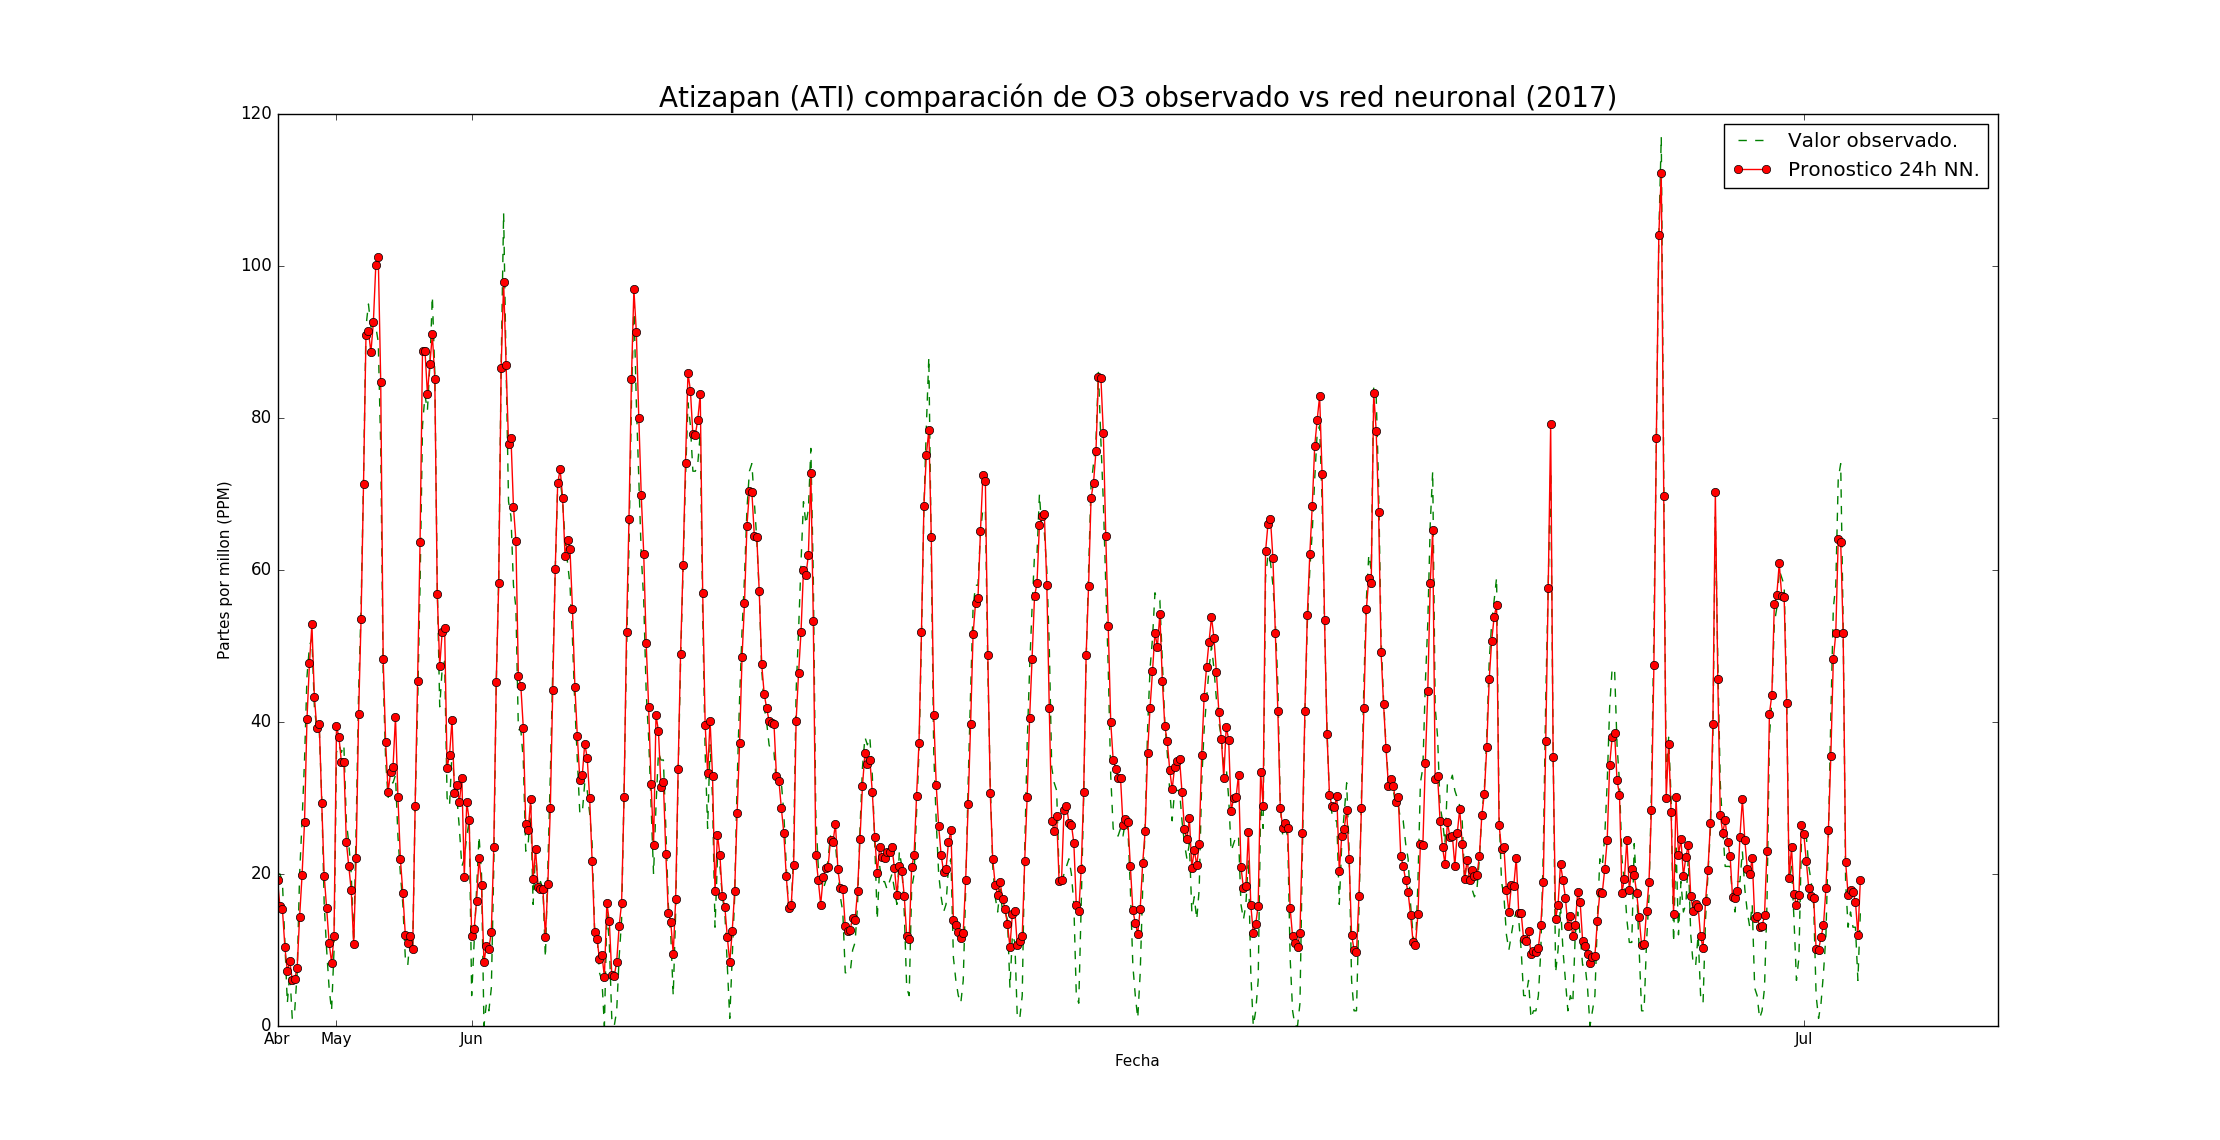 Atizapan (ATI) comparación de O3 observado vs red neuronal (2017)
120
100
80
60
40
20
0
Partes por millon (PPM)
Valor observado.
Pronostico 24h NN.
Abr May Jun Jul
Fecha